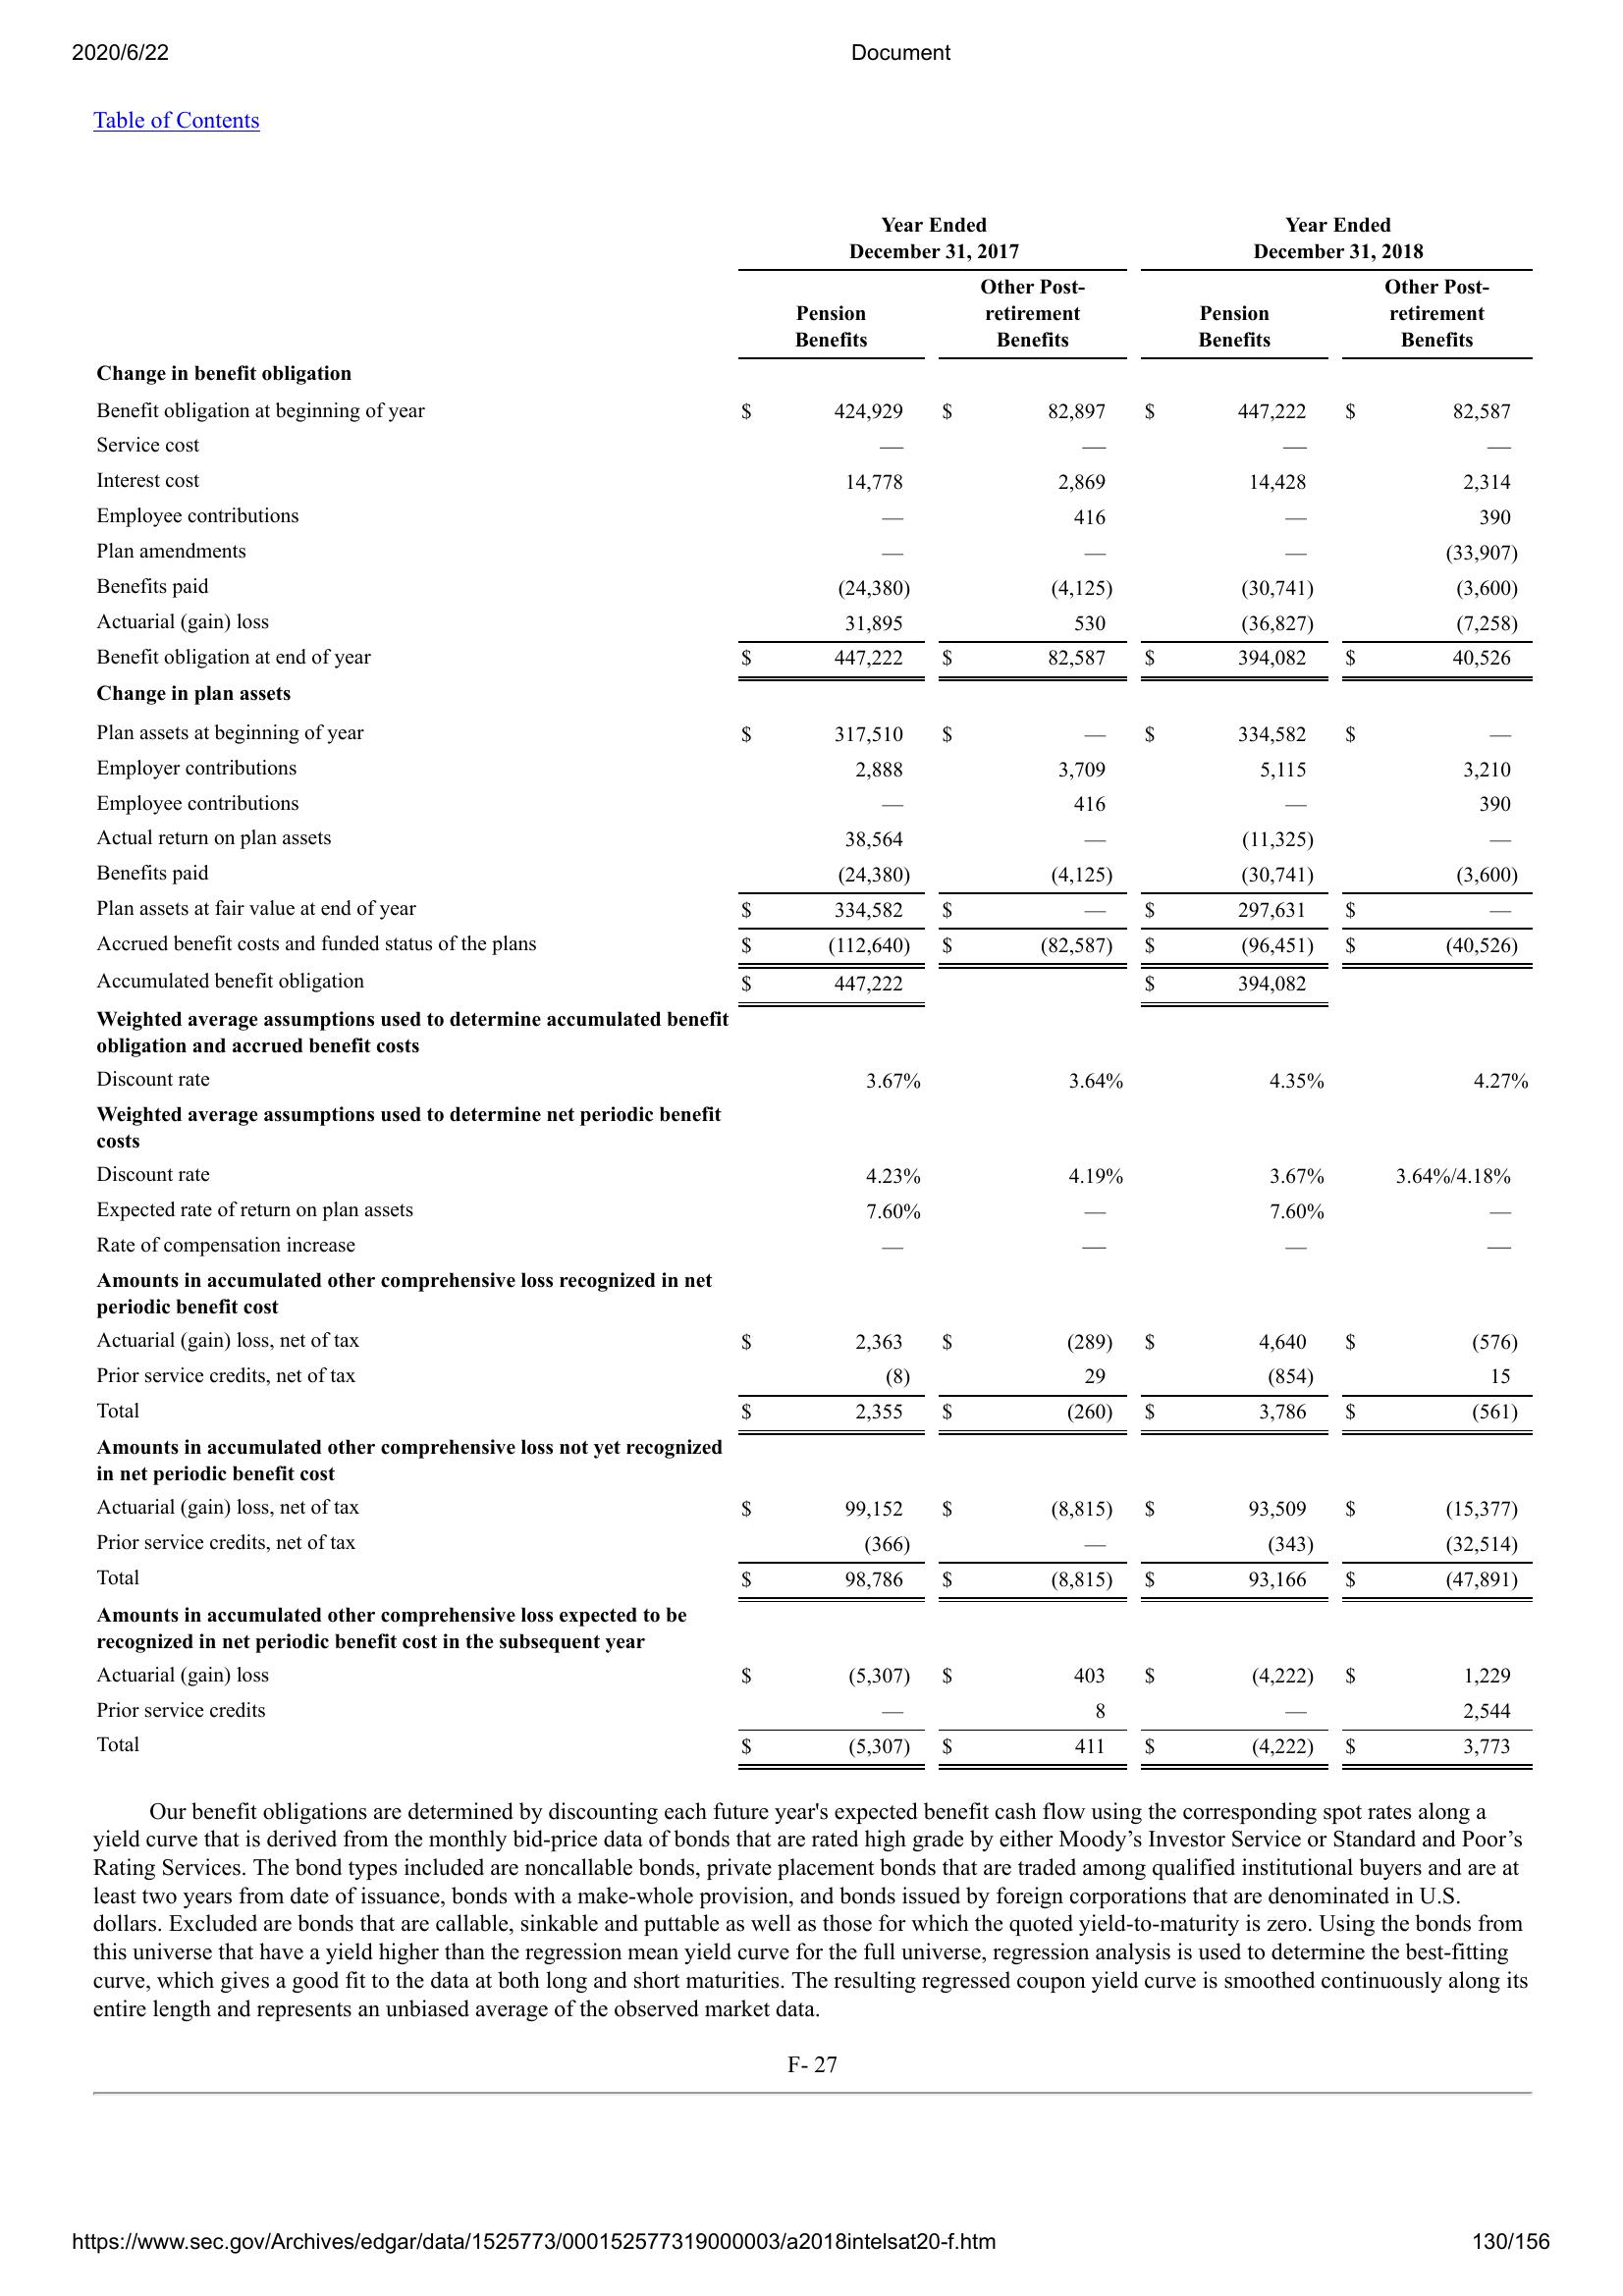 2020/6/22 Document
Table of Contents
Year Ended Year Ended
December 31, 2017 December 31, 2018
Other Post- Other Post-
Pension retirement Pension retirement
Benefits Benefits Benefits Benefits
Change in benefit obligation
Benefit obligation at beginning of year $ 424,929 $ 82,897 $ 447,222 $ 82,587
Service cost — — — —
Interest cost 14,778 2,869 14,428 2,314
Employee contributions — 416 — 390
Plan amendments — — — (33,907)
Benefits paid (24,380) (4,125) (30,741) (3,600)
Actuarial (gain) loss 31,895 530 (36,827) (7,258)
Benefit obligation at end of year $ 447,222 $ 82,587 $ 394,082 $ 40,526
Change in plan assets
Plan assets at beginning of year $ 317,510 $ — $ 334,582 $ —
Employer contributions 2,888 3,709 5,115 3,210
Employee contributions — 416 — 390
Actual return on plan assets 38,564 — (11,325) —
Benefits paid (24,380) (4,125) (30,741) (3,600)
Plan assets at fair value at end of year $ 334,582 $ — $ 297,631 $ —
Accrued benefit costs and funded status of the plans $ (112,640) $ (82,587) $ (96,451) $ (40,526)
Accumulated benefit obligation $ 447,222 $ 394,082
Weighted average assumptions used to determine accumulated benefit
obligation and accrued benefit costs
Discount rate 3.67% 3.64% 4.35% 4.27%
Weighted average assumptions used to determine net periodic benefit
costs
Discount rate 4.23% 4.19% 3.67% 3.64%/4.18%
Expected rate of return on plan assets 7.60% — 7.60% —
Rate of compensation increase — — — —
Amounts in accumulated other comprehensive loss recognized in net
periodic benefit cost
Actuarial (gain) loss, net of tax $ 2,363 $ (289) $ 4,640 $ (576)
Prior service credits, net of tax (8) 29 (854) 15
Total $ 2,355 $ (260) $ 3,786 $ (561)
Amounts in accumulated other comprehensive loss not yet recognized
in net periodic benefit cost
Actuarial (gain) loss, net of tax $ 99,152 $ (8,815) $ 93,509 $ (15,377)
Prior service credits, net of tax (366) — (343) (32,514)
Total $ 98,786 $ (8,815) $ 93,166 $ (47,891)
Amounts in accumulated other comprehensive loss expected to be
recognized in net periodic benefit cost in the subsequent year
Actuarial (gain) loss $ (5,307) $ 403 $ (4,222) $ 1,229
Prior service credits — 8 — 2,544
Total $ (5,307) $ 411 $ (4,222) $ 3,773
Our benefit obligations are determined by discounting each future year's expected benefit cash flow using the corresponding spot rates along a
yield curve that is derived from the monthly bid-price data of bonds that are rated high grade by either Moody’s Investor Service or Standard and Poor’s
Rating Services. The bond types included are noncallable bonds, private placement bonds that are traded among qualified institutional buyers and are at
least two years from date of issuance, bonds with a make-whole provision, and bonds issued by foreign corporations that are denominated in U.S.
dollars. Excluded are bonds that are callable, sinkable and puttable as well as those for which the quoted yield-to-maturity is zero. Using the bonds from
this universe that have a yield higher than the regression mean yield curve for the full universe, regression analysis is used to determine the best-fitting
curve, which gives a good fit to the data at both long and short maturities. The resulting regressed coupon yield curve is smoothed continuously along its
entire length and represents an unbiased average of the observed market data.
F- 27
https://www.sec.gov/Archives/edgar/data/1525773/000152577319000003/a2018intelsat20-f.htm 130/156